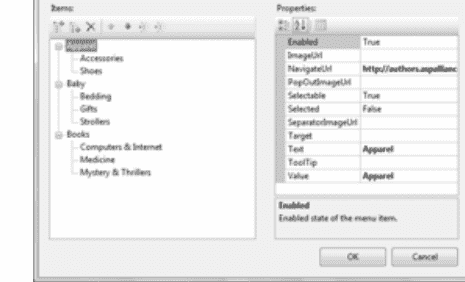 Items:
Accessories
Shoes
Baby
Bedding
Gifts
Strollers
Books
Computers & Internet
Medicine
Mystery & Thrillers
Properties:
Enabled True
ImageUrl
NavigateUrl http://authors.aspallianc
PopOutImageUrl
Selectable True
Selected False
SeparatorImageUrl
Target
Text Apparel
ToolTip
Value Apparel
Enabled
Enabled state of the menu item.
OK Cancel